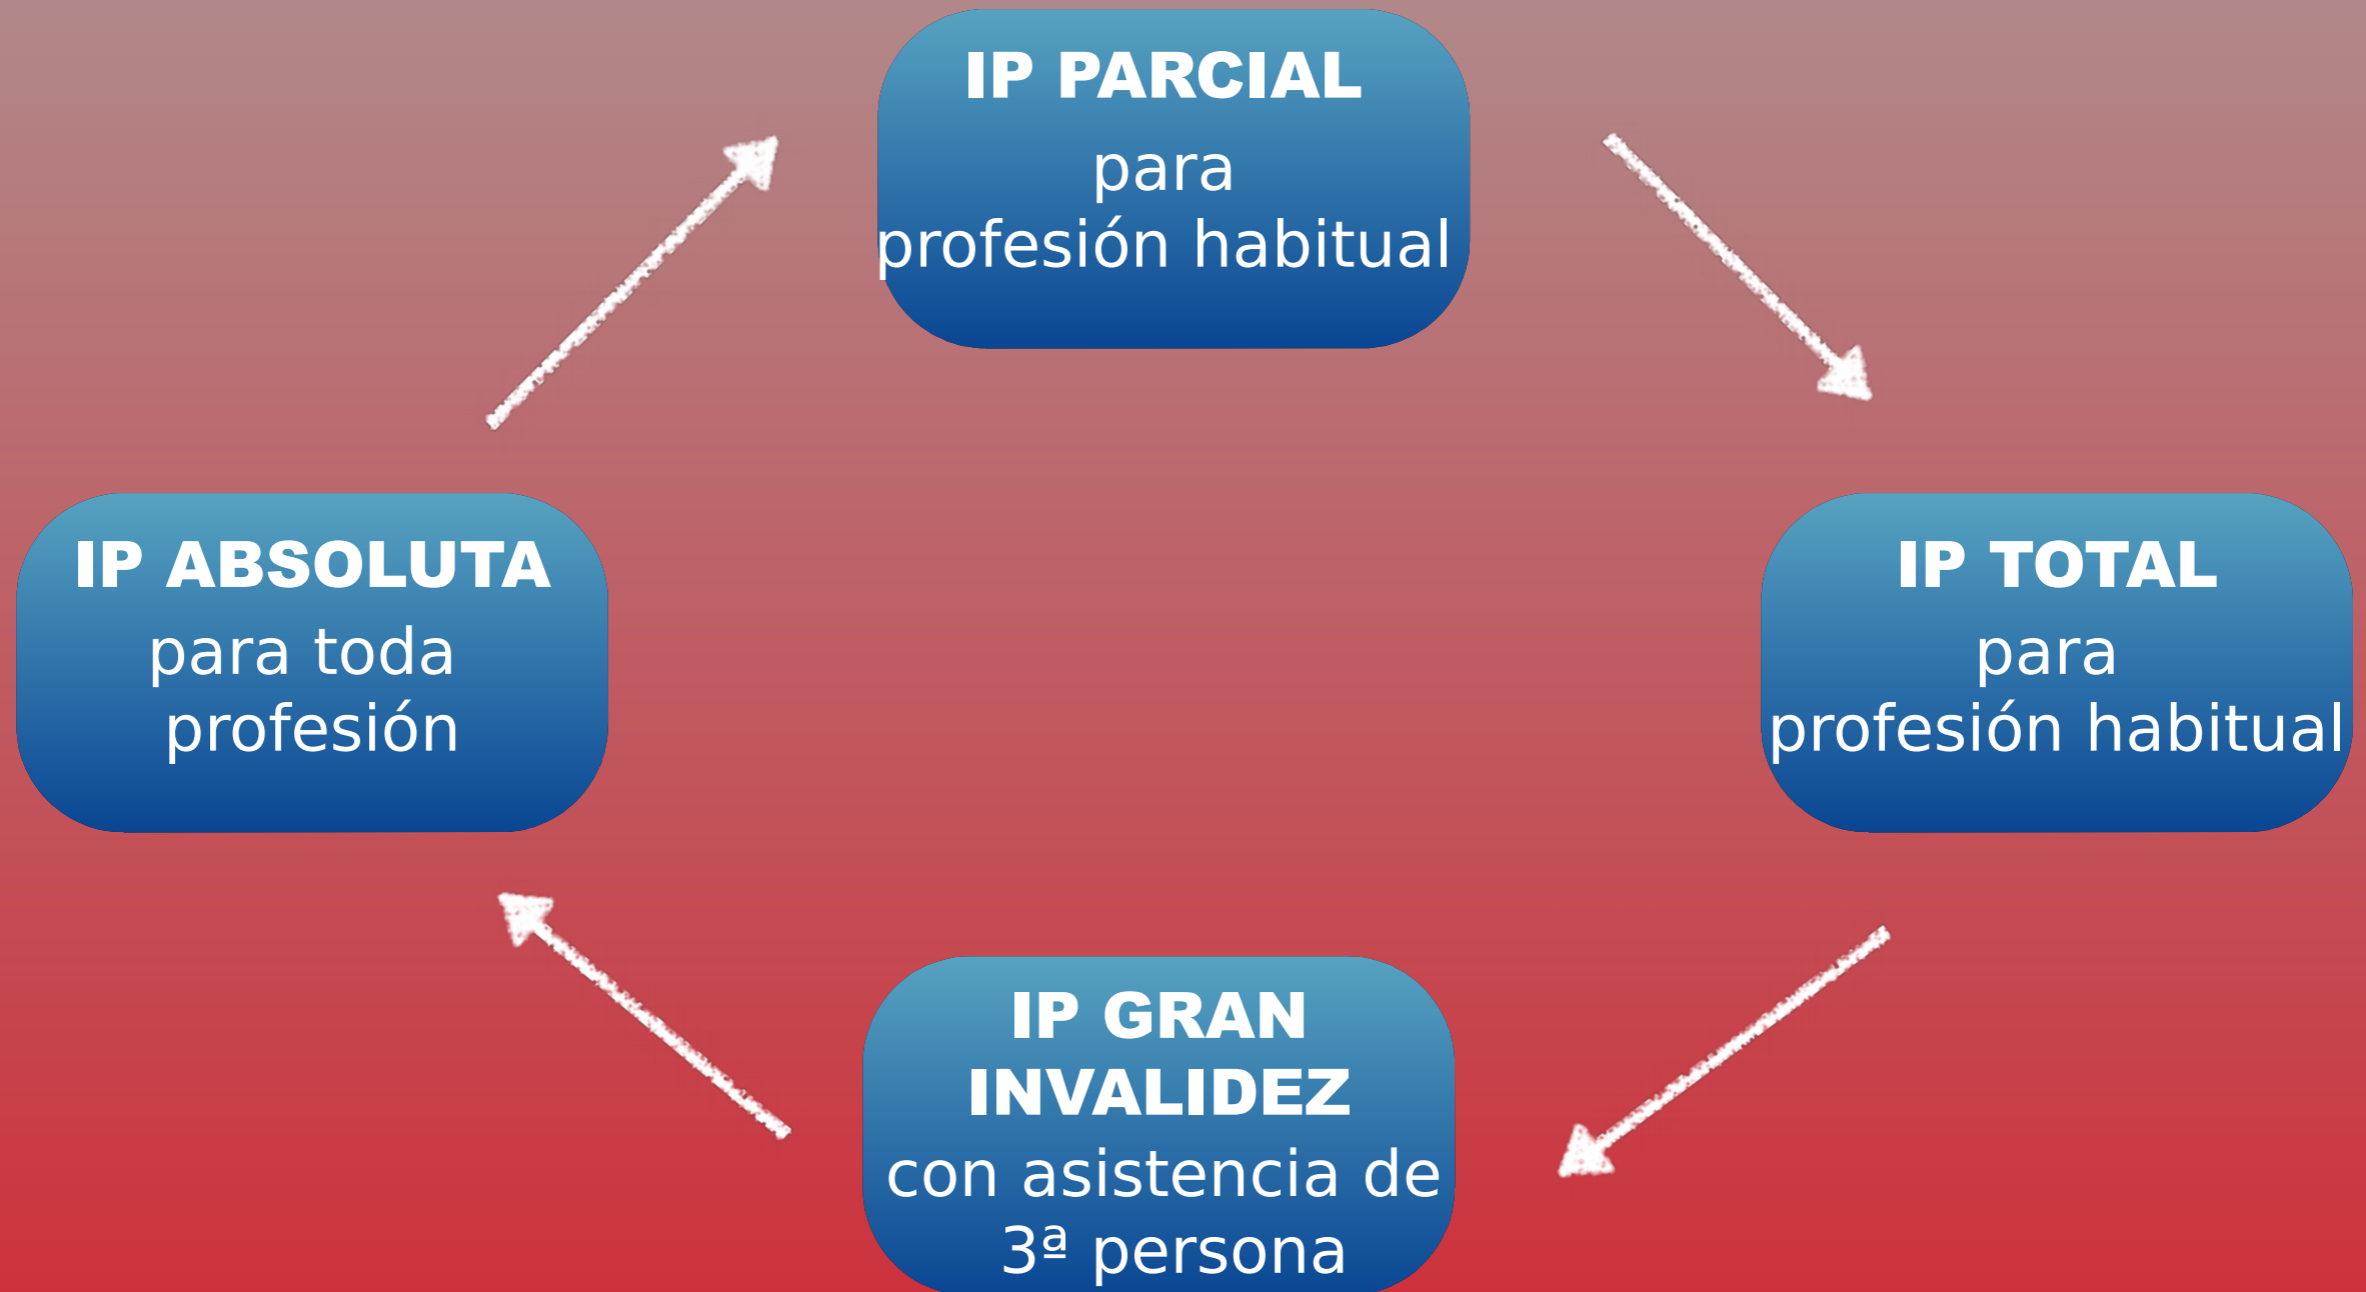 IP PARCIAL
para
profesión habitual
IP ABSOLUTA
para toda
profesión
IP TOTAL
para
profesión habitual
IP GRAN
INVALIDEZ
con asistencia de
3ª persona